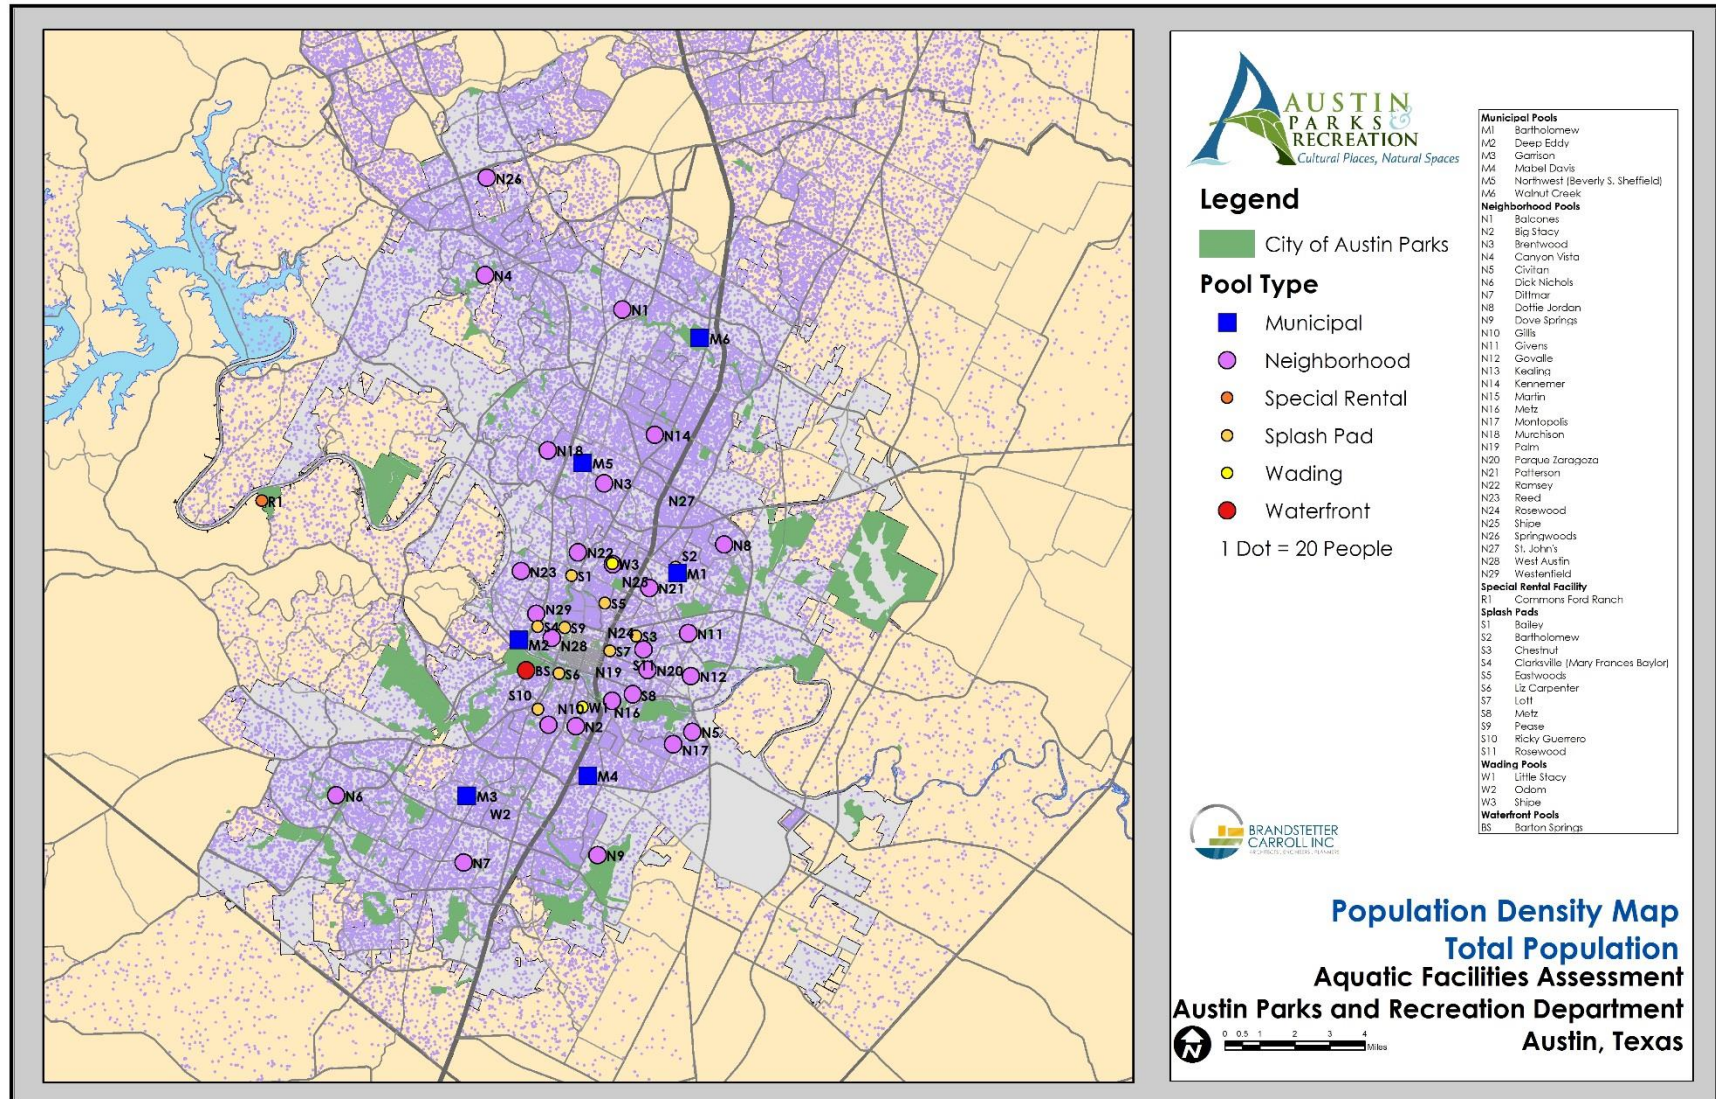 N26
N4
N1
M6
N14
N18
M5
N3
N27
R1
N8
N22
W3
S2
M1
N23
S1
N25
N21
S5
N29
S4
S9
N24
S3
N11
M2
N28
S7
S11
BS
S6
N19
N20
N12
S10
N10
W1
S8
N16
N2
N5
N17
M4
N6
M3
W2
N7
N9
AUSTIN
PARKS &
RECREATION
Cultural Places, Natural Spaces
Legend
City of Austin Parks
Pool Type
Municipal
Neighborhood
Special Rental
Splash Pad
Wading
Waterfront
1 Dot = 20 People
Municipal Pools
M1 Bartholomew
M2 Deep Eddy
M3 Garrison
M4 Mabel Davis
M5 Northwest (Beverly S. Sheffield)
M6 Walnut Creek
Neighborhood Pools
N1 Balcones
N2 Big Stacy
N3 Brentwood
N4 Canyon Vista
N5 Civitan
N6 Dick Nichols
N7 Dittmar
N8 Dottie Jordan
N9 Dove Springs
N10 Gillis
N11 Givens
N12 Govalle
N13 Kealing
N14 Kennemer
N15 Martin
N16 Metz
N17 Montopolis
N18 Murchison
N19 Palm
N20 Parque Zaragoza
N21 Patterson
N22 Ramsey
N23 Reed
N24 Rosewood
N25 Shipe
N26 Springwoods
N27 St. John's
N28 West Austin
N29 Westenfield
Special Rental Facility
R1 Commons Ford Ranch
Splash Pads
S1 Bailey
S2 Bartholomew
S3 Chestnut
S4 Clarksville (Mary Frances Baylor)
S5 Eastwoods
S6 Liz Carpenter
S7 Lott
S8 Metz
S9 Pease
S10 Ricky Guerrero
S11 Rosewood
Wading Pools
W1 Little Stacy
W2 Odom
W3 Shipe
Waterfront Pools
BS Barton Springs
BRANDSTETTER
CARROLL INC
Population Density Map
Total Population
Aquatic Facilities Assessment
Austin Parks and Recreation Department
Austin, Texas
N
0 0.5 1 2 3 4
Miles